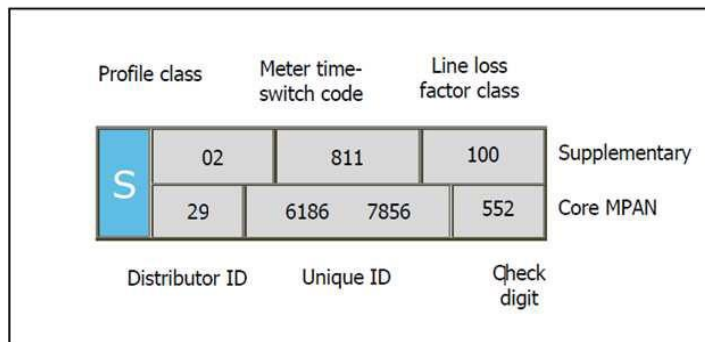 Profile class
Meter time-
switch code
Line loss
factor class
S
02
811
100
Supplementary
29
6186 7856
552
Core MPAN
Distributor ID
Unique ID
Check
digit